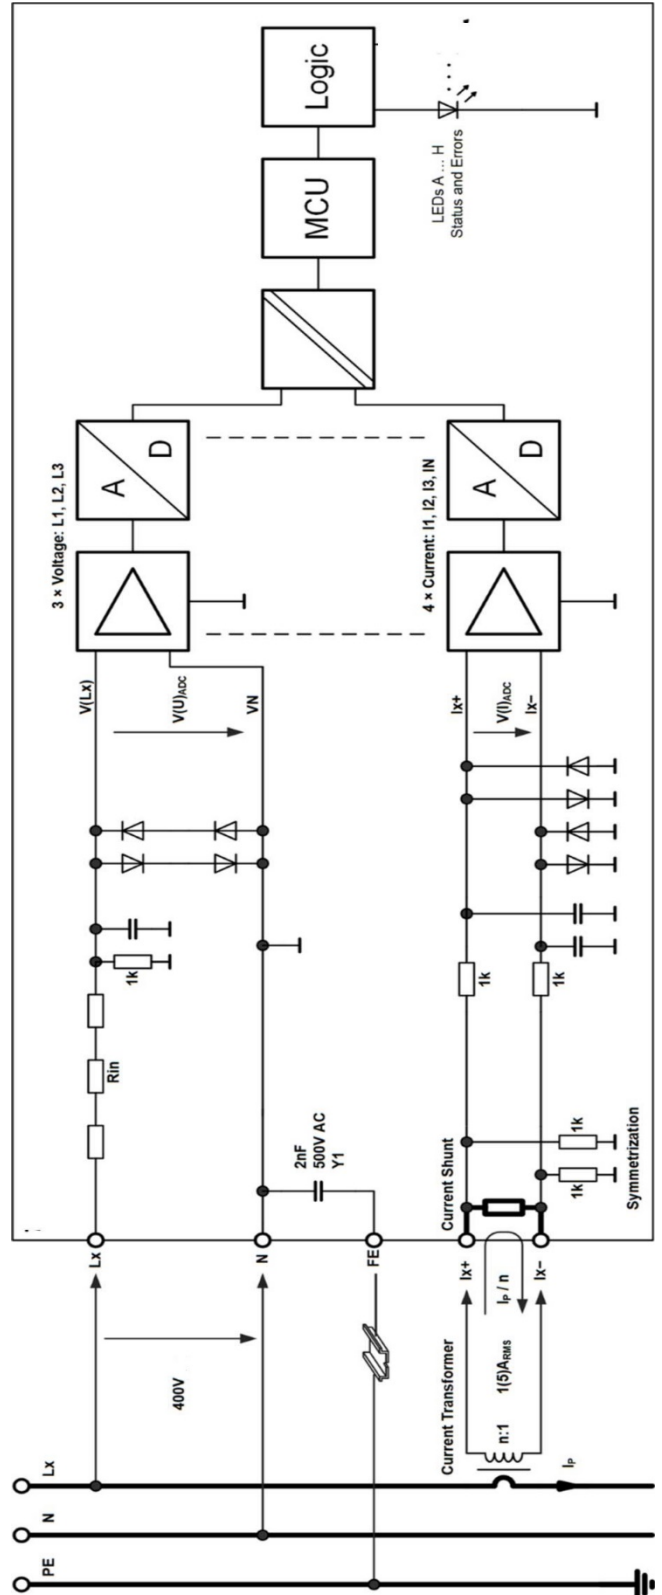 Logic
MCU
LEDs A ... H
Status and Errors
3 × Voltage: L1, L2, L3
A
D
4 × Current: I1, I2, I3, IN
A
D
V(Lx)
V(U)ADC
VN
Ix+
V(I)ADC
Ix–
1k
Rin
1k
1k
2nF
500V AC
Y1
Current Shunt
1k
1k
Symmetrization
Lx
N
FE
Ix+
Ix–
IP / n
400V
Current Transformer
n:1
1(5)ARMS
Lx
IP
N
PE